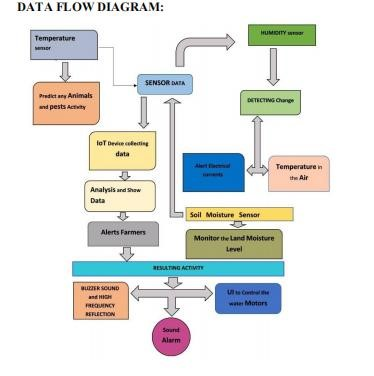 DATA FLOW DIAGRAM:
Temperature
sensor
HUMIDITY sensor
SENSOR DATA
Predict any Animals
and pests Activity
DETECTING Change
IoT Device collecting
data
Alert Electrical
currents
Temperature in
the Air
Analysis and Show
Data
Soil Moisture Sensor
Alerts Farmers
Monitor the Land Moisture
Level
RESULTING ACTIVITY
BUZZER SOUND
and HIGH
FREQUENCY
REFLECTION
UI to Control the
water Motors
Sound
Alarm